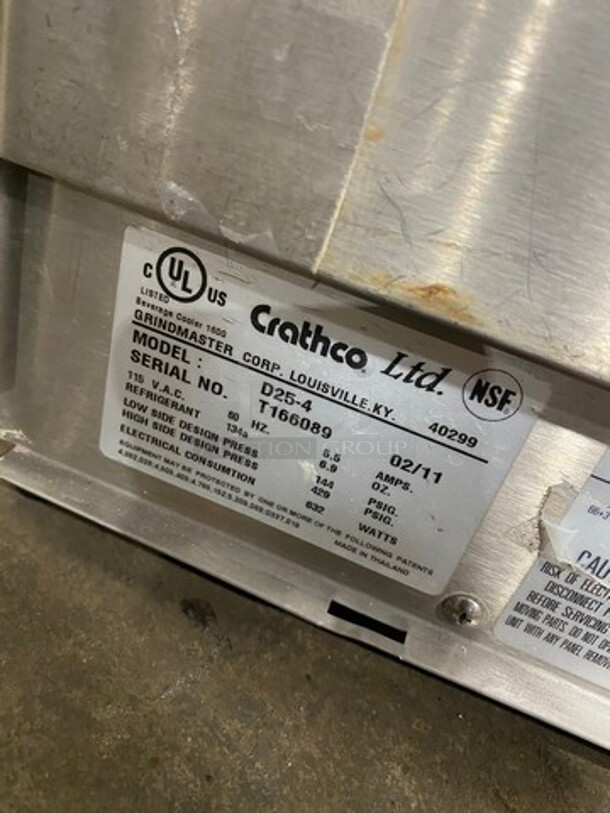 C UL US
LISTED
Beverage Cooler 160G
Crathco Ltd.
NSF
GRINDMASTER CORP. LOUISVILLE.KY. 40299
MODEL : D25-4
SERIAL NO. T166089 02/11
115 V.A.C. 60 HZ. 5.5 AMPS.
REFRIGERANT 134a 6.9 OZ.
LOW SIDE DESIGN PRESS 144 PSIG.
HIGH SIDE DESIGN PRESS 429 PSIG.
ELECTRICAL CONSUMTION 632 WATTS
EQUIPMENT MAY BE PROTECTED BY ONE OR MORE OF THE FOLLOWING PATENTS
MADE IN THAILAND
CAU
RISK OF ELEC
DISCONNECT
BEFORE SERVICING
MOVING PARTS. DO NOT OPE
UNIT WITH ANY PANEL REMOV